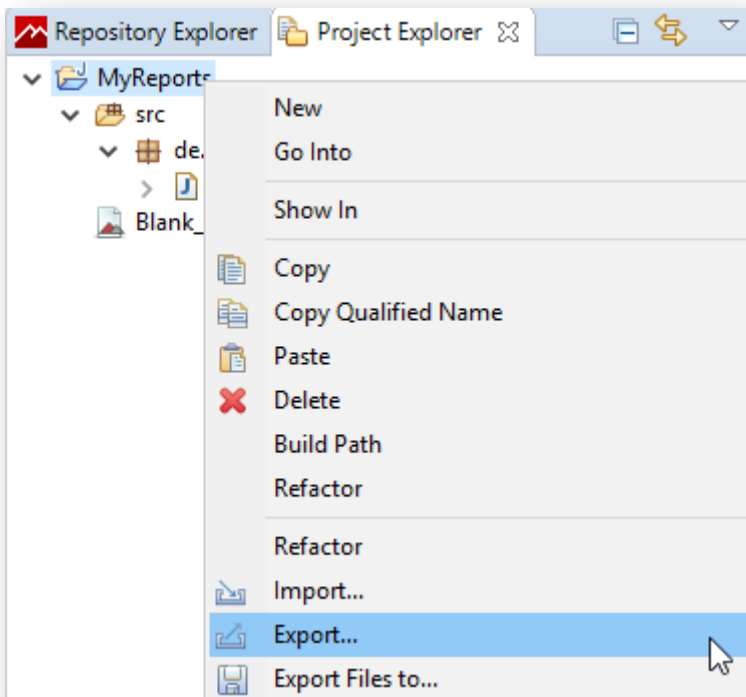 Repository Explorer Project Explorer
MyReports
src
de.
Blank_
New
Go Into
Show In
Copy
Copy Qualified Name
Paste
Delete
Build Path
Refactor
Refactor
Import...
Export...
Export Files to...